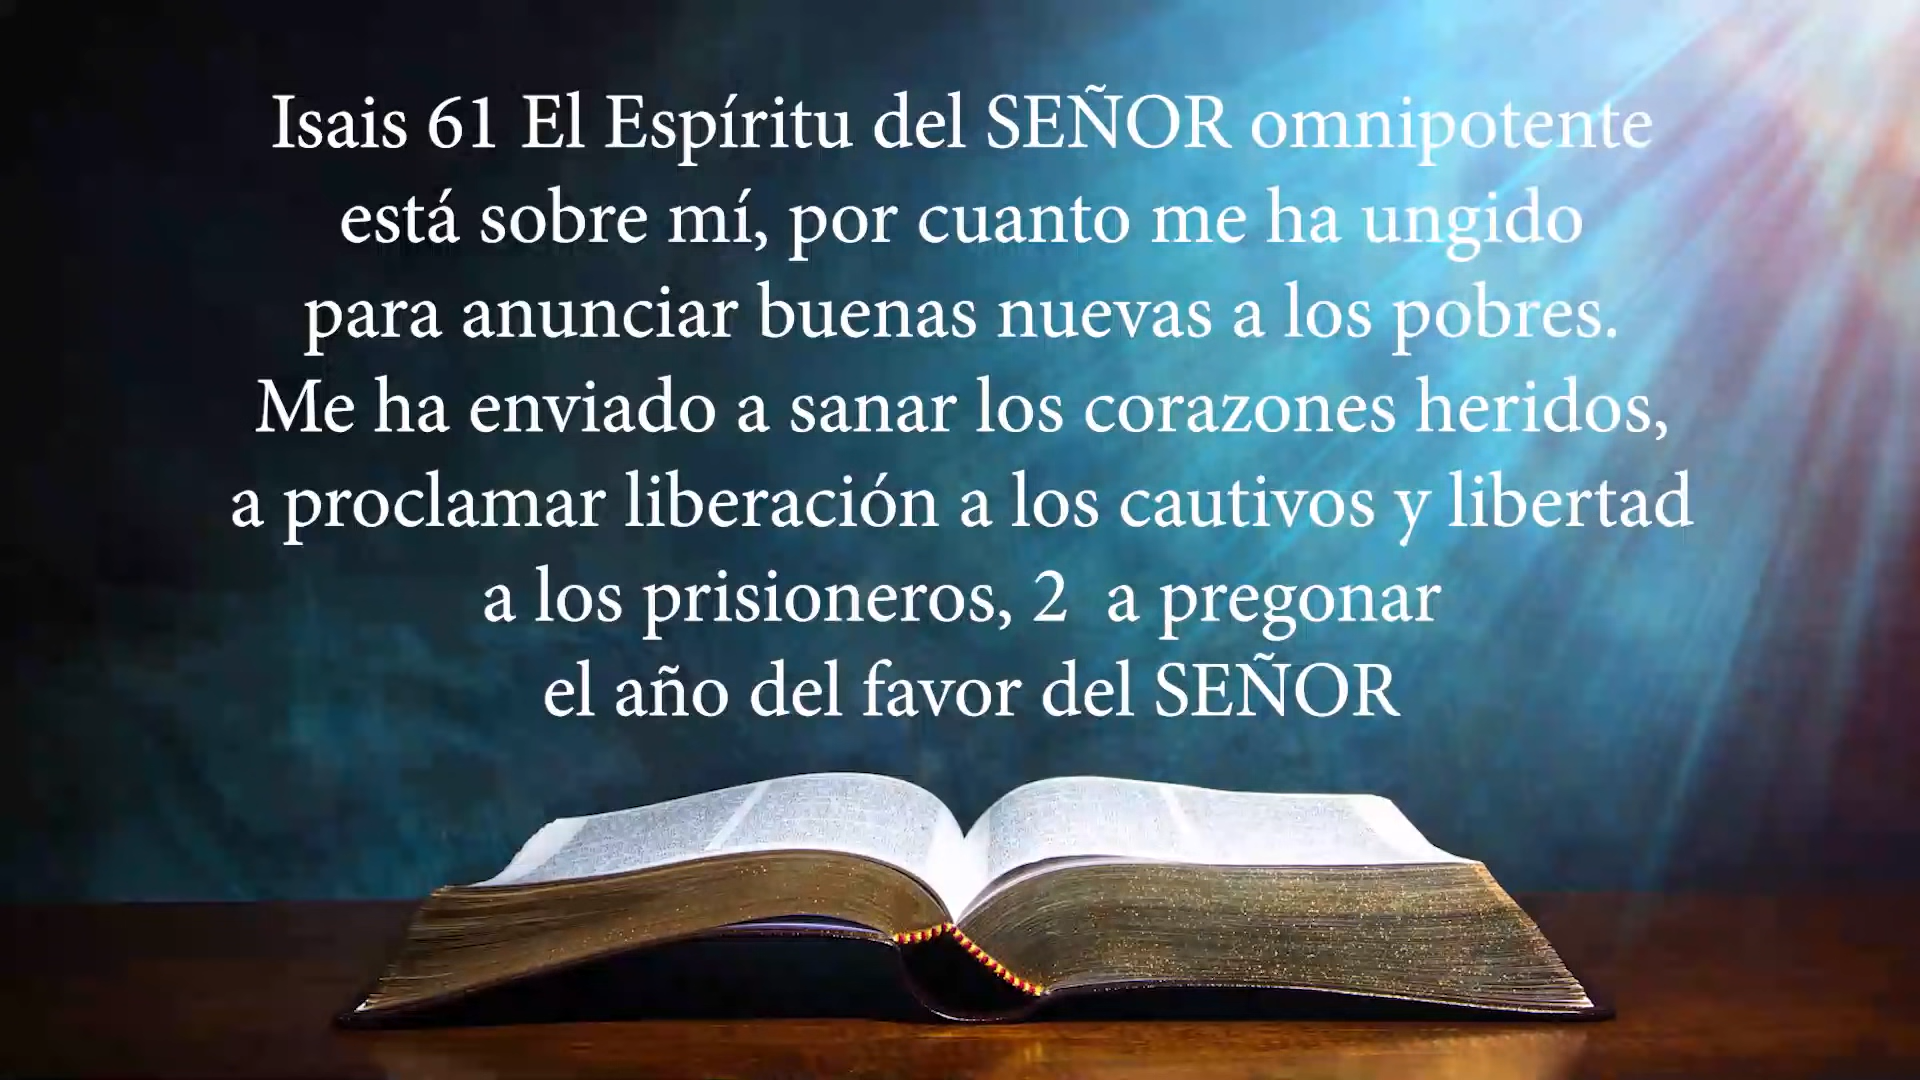 Isais 61 El Espíritu del SEÑOR omnipotente
está sobre mí, por cuanto me ha ungido
para anunciar buenas nuevas a los pobres.
Me ha enviado a sanar los corazones heridos,
a proclamar liberación a los cautivos y libertad
a los prisioneros, 2  a pregonar
el año del favor del SEÑOR